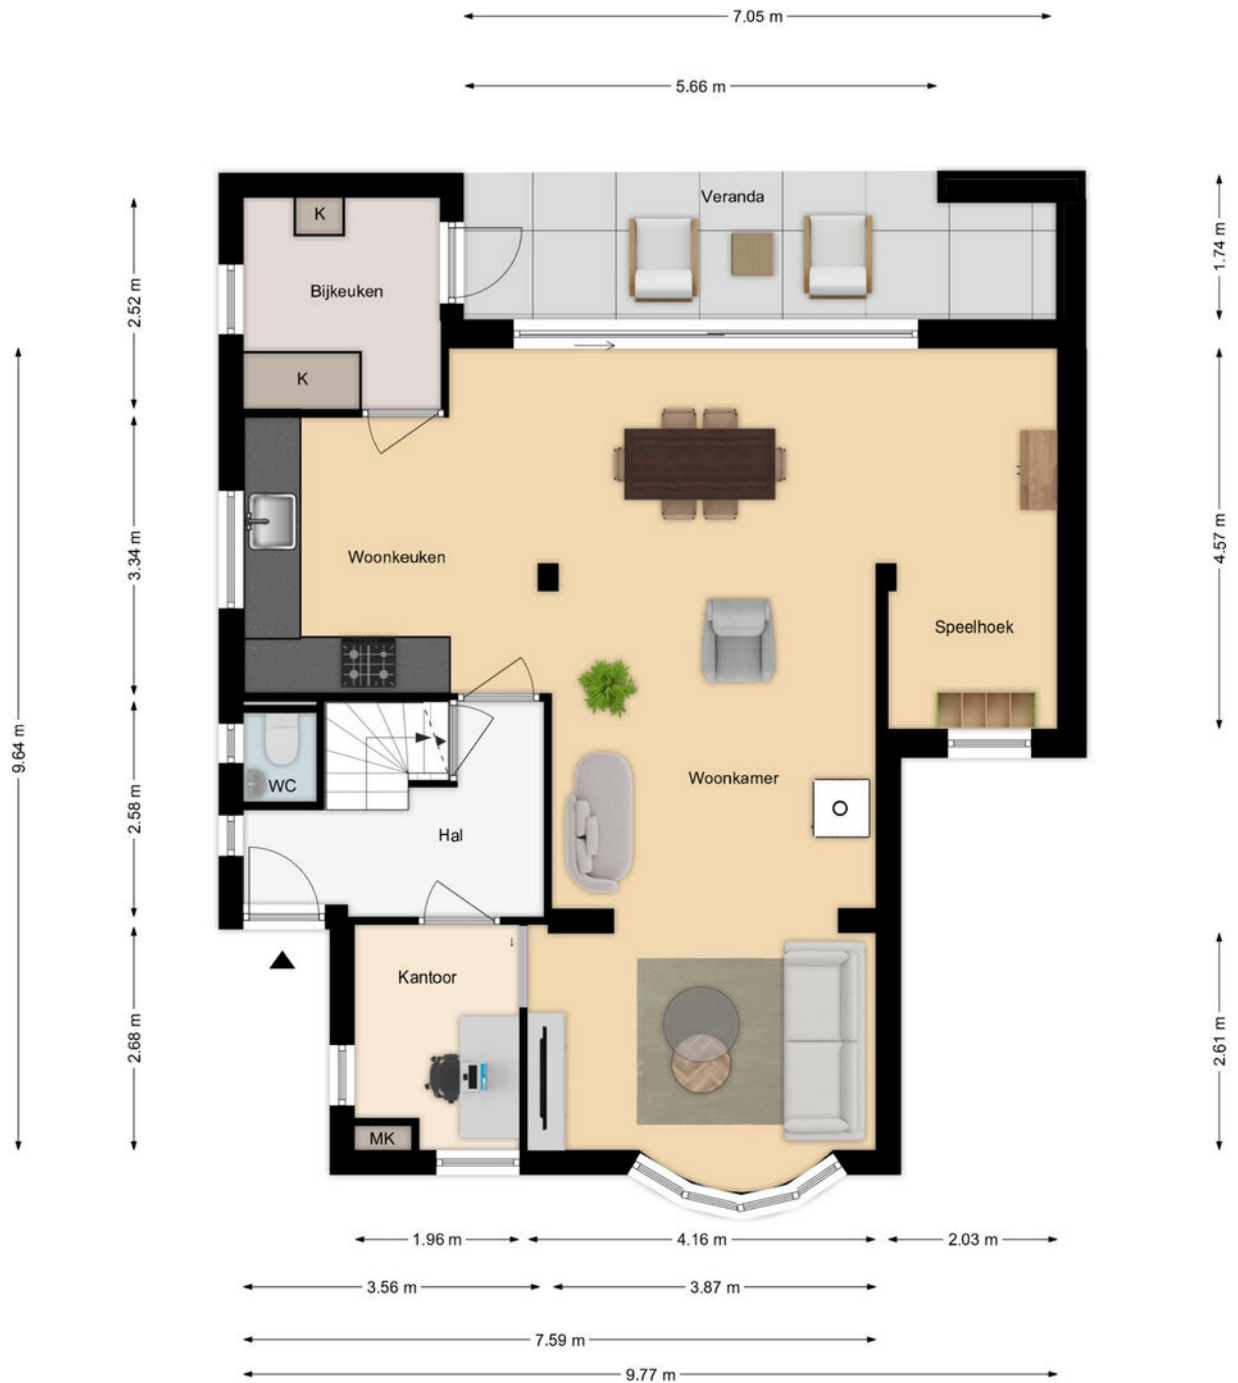 7.05 m
5.66 m
Veranda
K
Bijkeuken
K
2.52 m
1.74 m
3.34 m
4.57 m
9.64 m
Woonkeuken
Speelhoek
WC
Woonkamer
Hal
2.58 m
Kantoor
MK
2.68 m
2.61 m
1.96 m
4.16 m
2.03 m
3.56 m
3.87 m
7.59 m
9.77 m